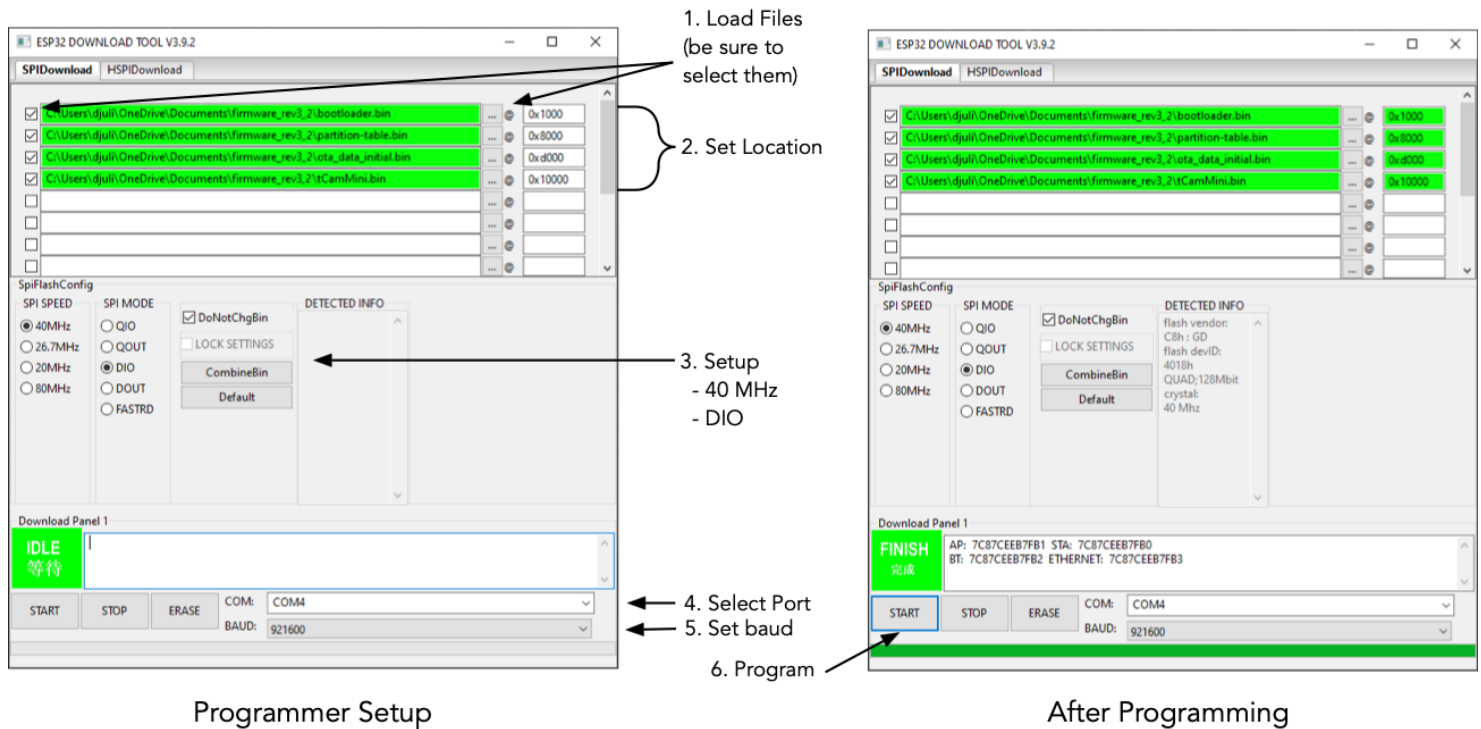 1. Load Files
(be sure to
select them)
ESP32 DOWNLOAD TOOL V3.9.2
SPIDownload HSPIDownload
C:\Users\djuli\OneDrive\Documents\firmware_rev3_2\bootloader.bin ... @ 0x1000
C:\Users\djuli\OneDrive\Documents\firmware_rev3_2\partition-table.bin ... @ 0x8000
C:\Users\djuli\OneDrive\Documents\firmware_rev3_2\ota_data_initial.bin ... @ 0xd000
C:\Users\djuli\OneDrive\Documents\firmware_rev3_2\tCamMini.bin ... @ 0x10000
... @
... @
... @
... @
2. Set Location
SpiFlashConfig
SPI SPEED
40MHz
26.7MHz
20MHz
80MHz
SPI MODE
QIO
QOUT
DIO
DOUT
FASTRD
DoNotChgBin
LOCK SETTINGS
CombineBin
Default
DETECTED INFO
3. Setup
- 40 MHz
- DIO
Download Panel 1
IDLE
等待
START STOP ERASE
COM: COM4
BAUD: 921600
4. Select Port
5. Set baud
6. Program
Programmer Setup
ESP32 DOWNLOAD TOOL V3.9.2
SPIDownload HSPIDownload
C:\Users\djuli\OneDrive\Documents\firmware_rev3_2\bootloader.bin ... @ 0x1000
C:\Users\djuli\OneDrive\Documents\firmware_rev3_2\partition-table.bin ... @ 0x8000
C:\Users\djuli\OneDrive\Documents\firmware_rev3_2\ota_data_initial.bin ... @ 0xd000
C:\Users\djuli\OneDrive\Documents\firmware_rev3_2\tCamMini.bin ... @ 0x10000
... @
... @
... @
... @
SpiFlashConfig
SPI SPEED
40MHz
26.7MHz
20MHz
80MHz
SPI MODE
QIO
QOUT
DIO
DOUT
FASTRD
DoNotChgBin
LOCK SETTINGS
CombineBin
Default
DETECTED INFO
flash vendor:
C8h : GD
flash devID:
4018h
QUAD;128Mbit
crystal:
40 Mhz
Download Panel 1
FINISH
完成
AP: 7C87CEEB7FB1 STA: 7C87CEEB7FB0
BT: 7C87CEEB7FB2 ETHERNET: 7C87CEEB7FB3
START STOP ERASE
COM: COM4
BAUD: 921600
After Programming